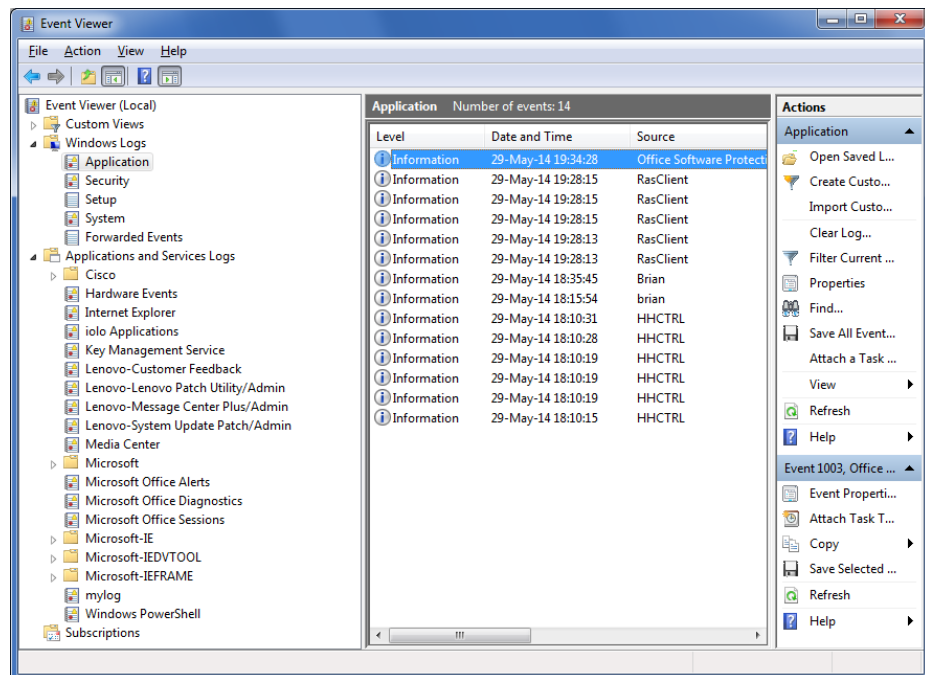 Event Viewer
File Action View Help
Event Viewer (Local)
Custom Views
Windows Logs
Application
Security
Setup
System
Forwarded Events
Applications and Services Logs
Cisco
Hardware Events
Internet Explorer
iolo Applications
Key Management Service
Lenovo-Customer Feedback
Lenovo-Lenovo Patch Utility/Admin
Lenovo-Message Center Plus/Admin
Lenovo-System Update Patch/Admin
Media Center
Microsoft
Microsoft Office Alerts
Microsoft Office Diagnostics
Microsoft Office Sessions
Microsoft-IE
Microsoft-IEDVTOOL
Microsoft-IEFRAME
mylog
Windows PowerShell
Subscriptions
Application Number of events: 14
Level Date and Time Source
Information 29-May-14 19:34:28 Office Software Protecti
Information 29-May-14 19:28:15 RasClient
Information 29-May-14 19:28:15 RasClient
Information 29-May-14 19:28:15 RasClient
Information 29-May-14 19:28:13 RasClient
Information 29-May-14 19:28:13 RasClient
Information 29-May-14 18:35:45 Brian
Information 29-May-14 18:15:54 brian
Information 29-May-14 18:10:31 HHCTRL
Information 29-May-14 18:10:28 HHCTRL
Information 29-May-14 18:10:19 HHCTRL
Information 29-May-14 18:10:19 HHCTRL
Information 29-May-14 18:10:19 HHCTRL
Information 29-May-14 18:10:15 HHCTRL
Actions
Application
Open Saved L...
Create Custo...
Import Custo...
Clear Log...
Filter Current ...
Properties
Find...
Save All Event...
Attach a Task ...
View
Refresh
Help
Event 1003, Office ...
Event Properti...
Attach Task T...
Copy
Save Selected ...
Refresh
Help